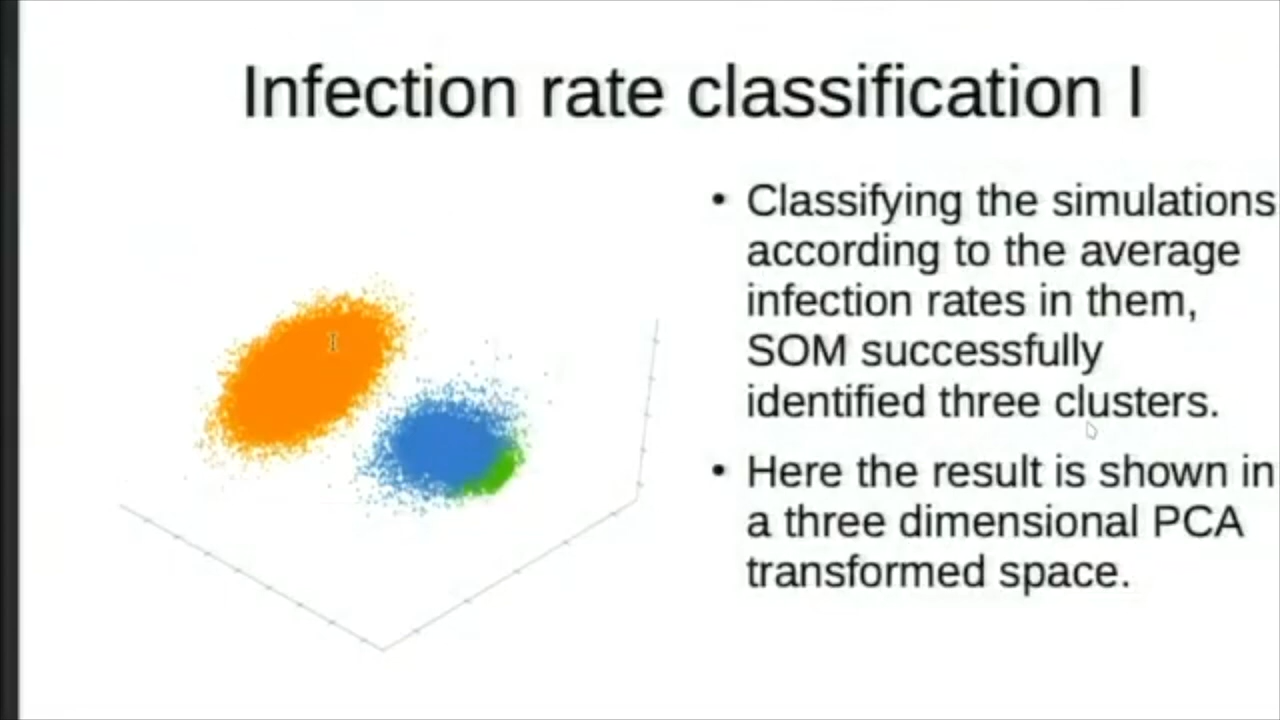 Infection rate classification I
• Classifying the simulations
according to the average
infection rates in them,
SOM successfully
identified three clusters.
• Here the result is shown in
a three dimensional PCA
transformed space.